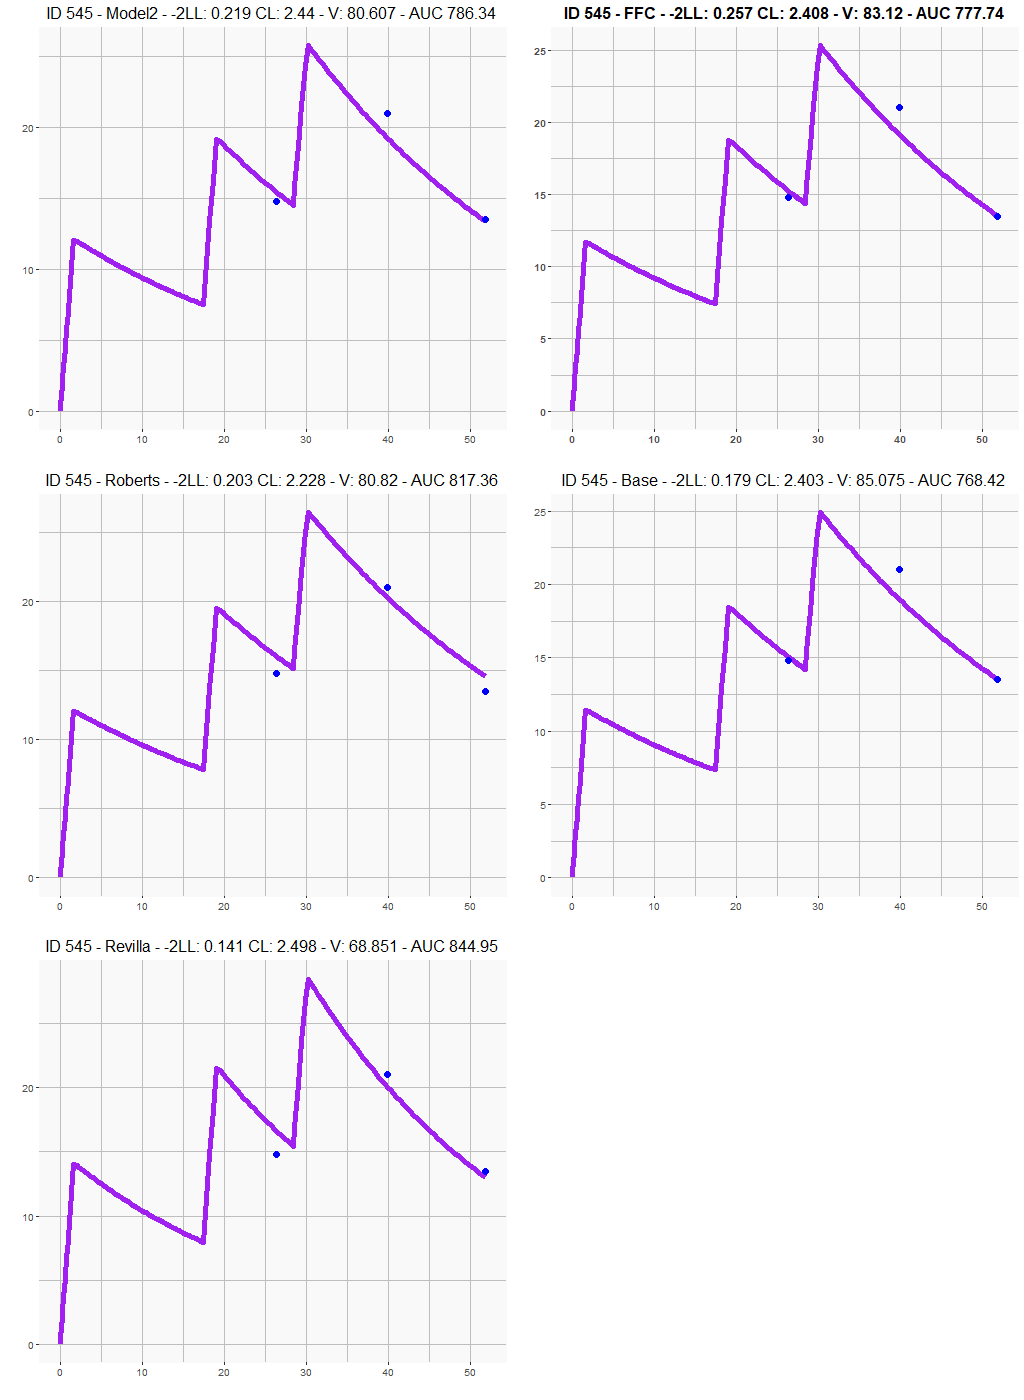 ID 545 - Model2 - -2LL: 0.219 CL: 2.44 - V: 80.607 - AUC 786.34
20
10
0
0 10 20 30 40 50
ID 545 - FFC - -2LL: 0.257 CL: 2.408 - V: 83.12 - AUC 777.74
25
20
15
10
5
0
0 10 20 30 40 50
ID 545 - Roberts - -2LL: 0.203 CL: 2.228 - V: 80.82 - AUC 817.36
20
10
0
0 10 20 30 40 50
ID 545 - Base - -2LL: 0.179 CL: 2.403 - V: 85.075 - AUC 768.42
25
20
15
10
5
0
0 10 20 30 40 50
ID 545 - Revilla - -2LL: 0.141 CL: 2.498 - V: 68.851 - AUC 844.95
20
10
0
0 10 20 30 40 50